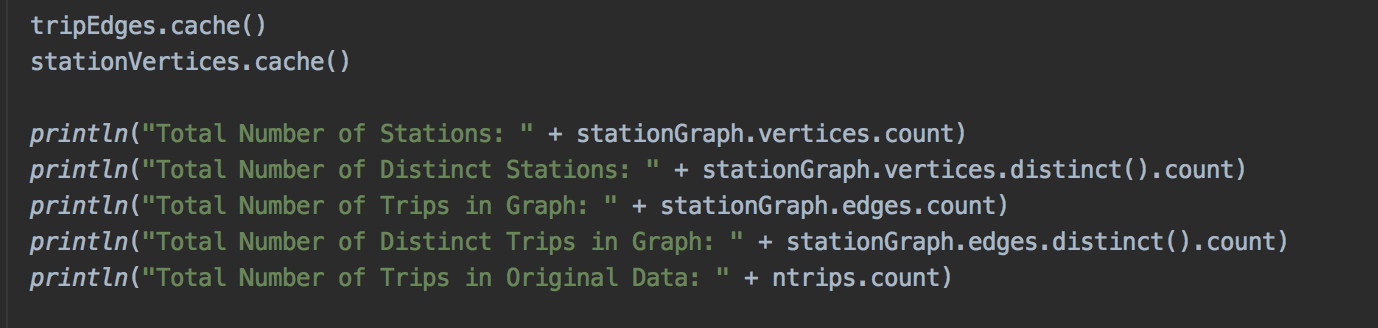 tripEdges.cache()
stationVertices.cache()
println("Total Number of Stations: " + stationGraph.vertices.count)
println("Total Number of Distinct Stations: " + stationGraph.vertices.distinct().count)
println("Total Number of Trips in Graph: " + stationGraph.edges.count)
println("Total Number of Distinct Trips in Graph: " + stationGraph.edges.distinct().count)
println("Total Number of Trips in Original Data: " + ntrips.count)